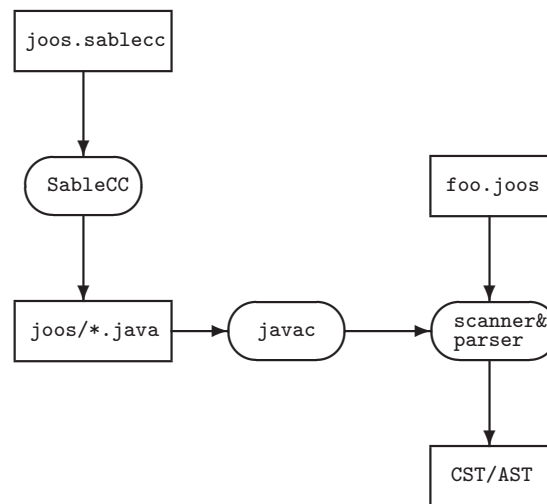 joos.sablecc
SableCC
foo.joos
joos/*.java
javac
scanner&
parser
CST/AST